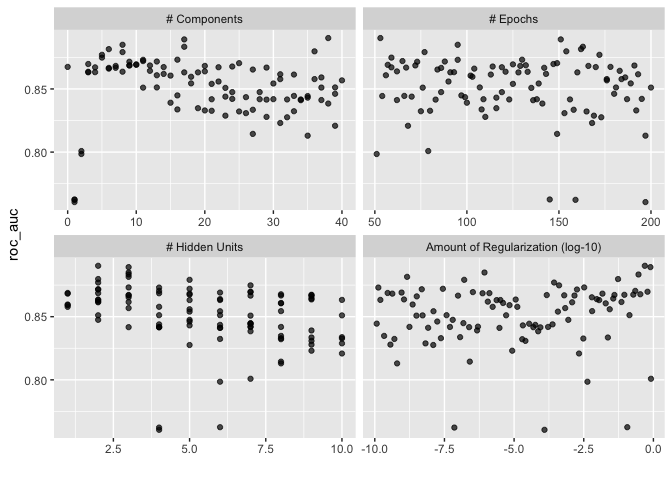 # Components
# Epochs
0.85
0.80
0 10 20 30 40
50 100 150 200
roc_auc
# Hidden Units
Amount of Regularization (log-10)
0.85
0.80
2.5 5.0 7.5 10.0
-10.0 -7.5 -5.0 -2.5 0.0